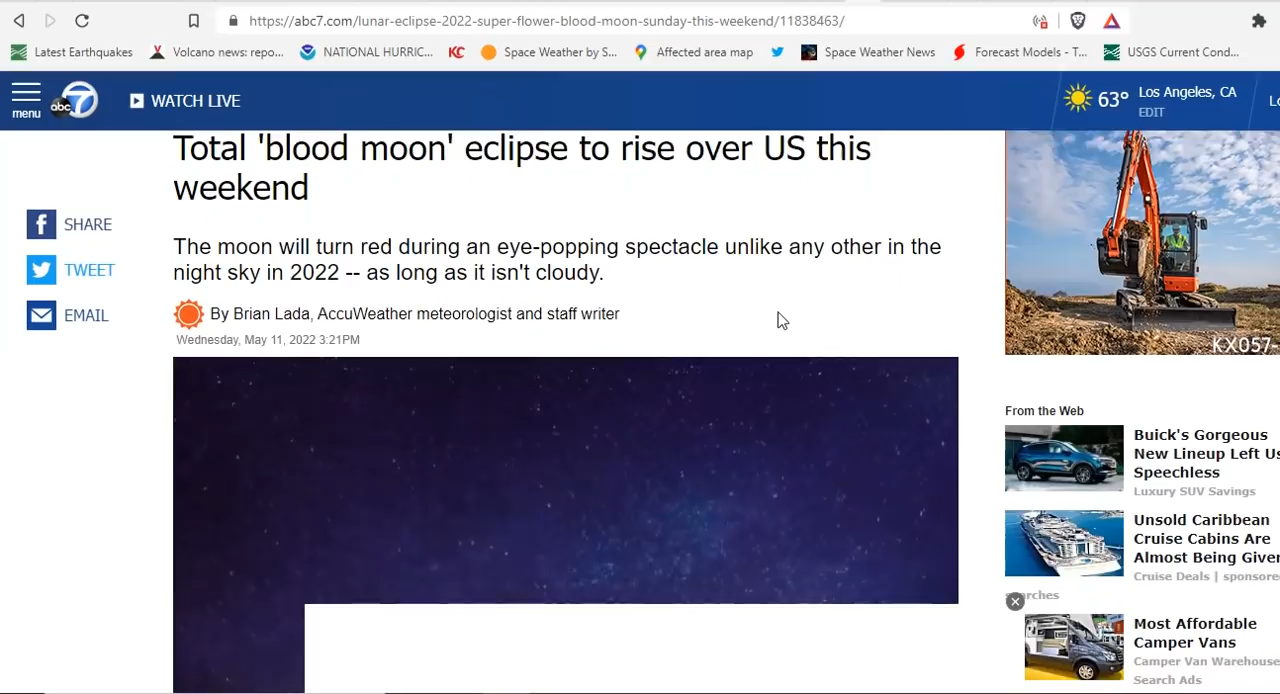 https://abc7.com/lunar-eclipse-2022-super-flower-blood-moon-sunday-this-weekend/11838463/
Latest Earthquakes
Volcano news: repo...
NATIONAL HURRIC...
KC
Space Weather by S...
Affected area map
Space Weather News
Forecast Models - T...
USGS Current Cond...
menu
abc 7
WATCH LIVE
63°
Los Angeles, CA
EDIT
Lo
Total 'blood moon' eclipse to rise over US this
weekend
SHARE
TWEET
EMAIL
The moon will turn red during an eye-popping spectacle unlike any other in the
night sky in 2022 -- as long as it isn't cloudy.
By Brian Lada, AccuWeather meteorologist and staff writer
Wednesday, May 11, 2022 3:21PM
KX057-
From the Web
Buick's Gorgeous
New Lineup Left Us
Speechless
Luxury SUV Savings
Unsold Caribbean
Cruise Cabins Are
Almost Being Given
Cruise Deals | sponsore
searches
Most Affordable
Camper Vans
Camper Van Warehouse
Search Ads